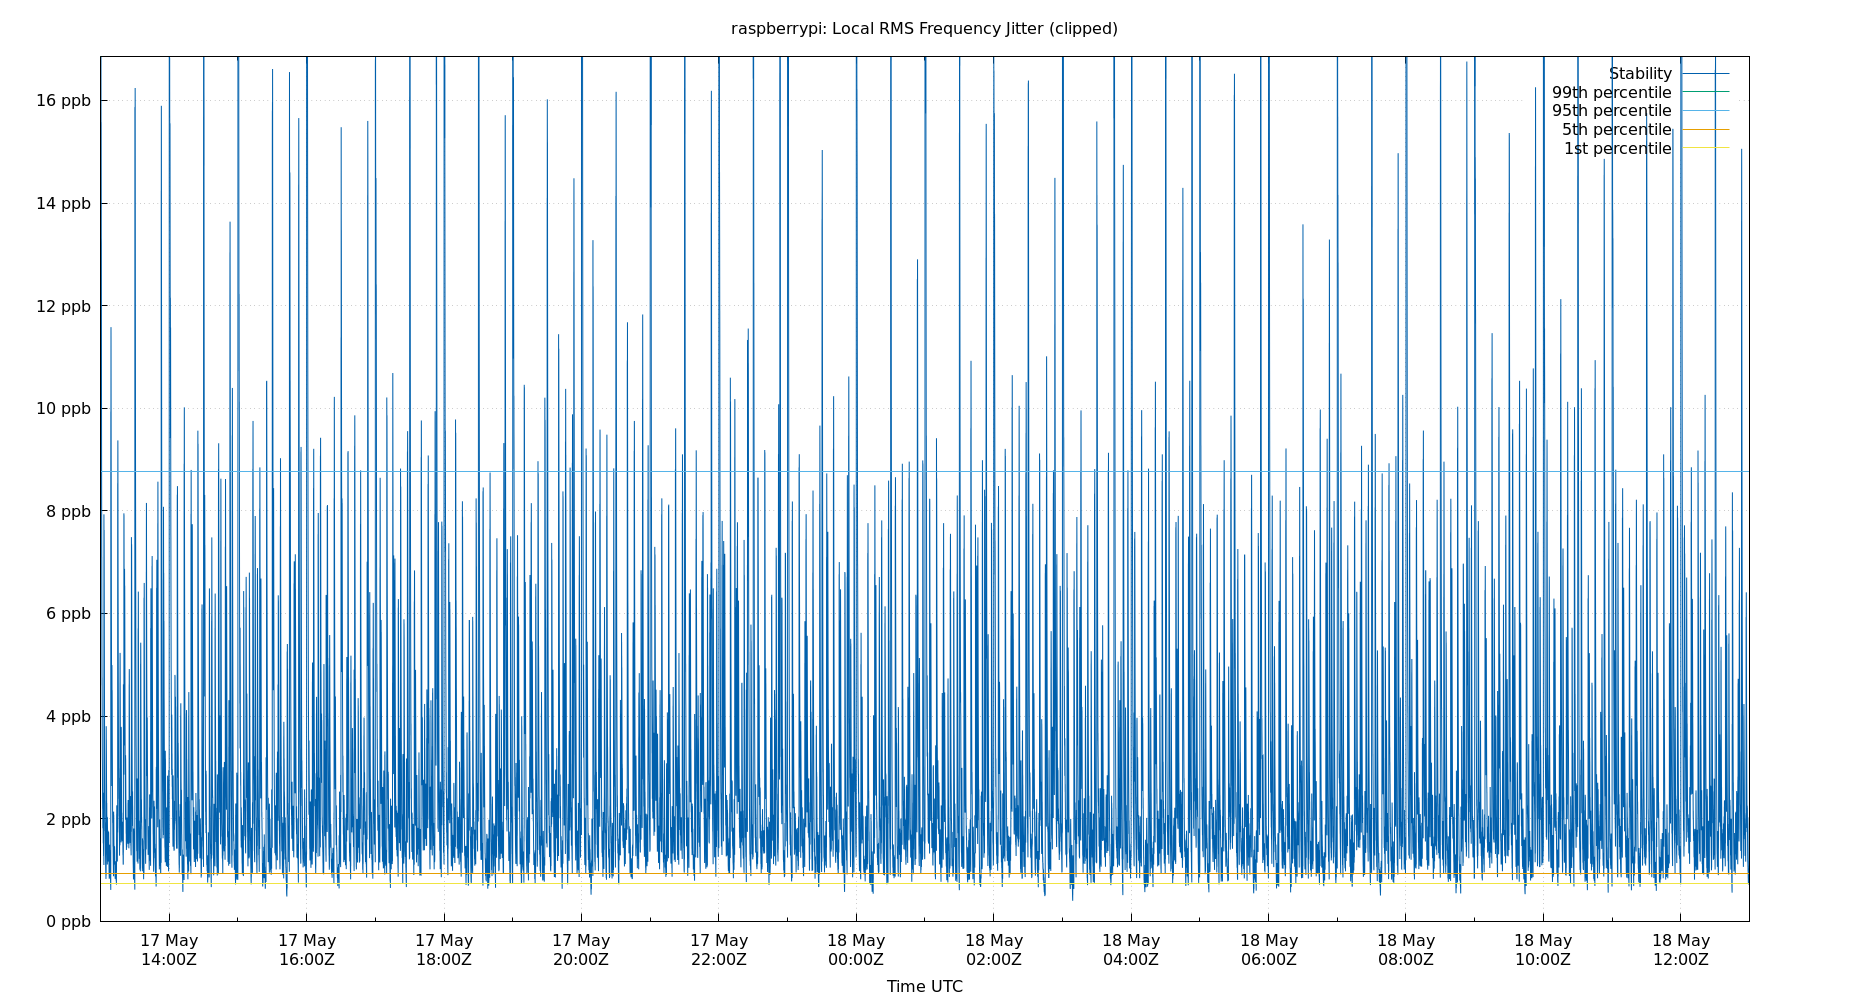 raspberrypi: Local RMS Frequency Jitter (clipped)
Stability
99th percentile
95th percentile
5th percentile
1st percentile
16 ppb
14 ppb
12 ppb
10 ppb
8 ppb
6 ppb
4 ppb
2 ppb
0 ppb
17 May 17 May 17 May 17 May 17 May 18 May 18 May 18 May 18 May 18 May 18 May 18 May
14:00Z 16:00Z 18:00Z 20:00Z 22:00Z 00:00Z 02:00Z 04:00Z 06:00Z 08:00Z 10:00Z 12:00Z
Time UTC